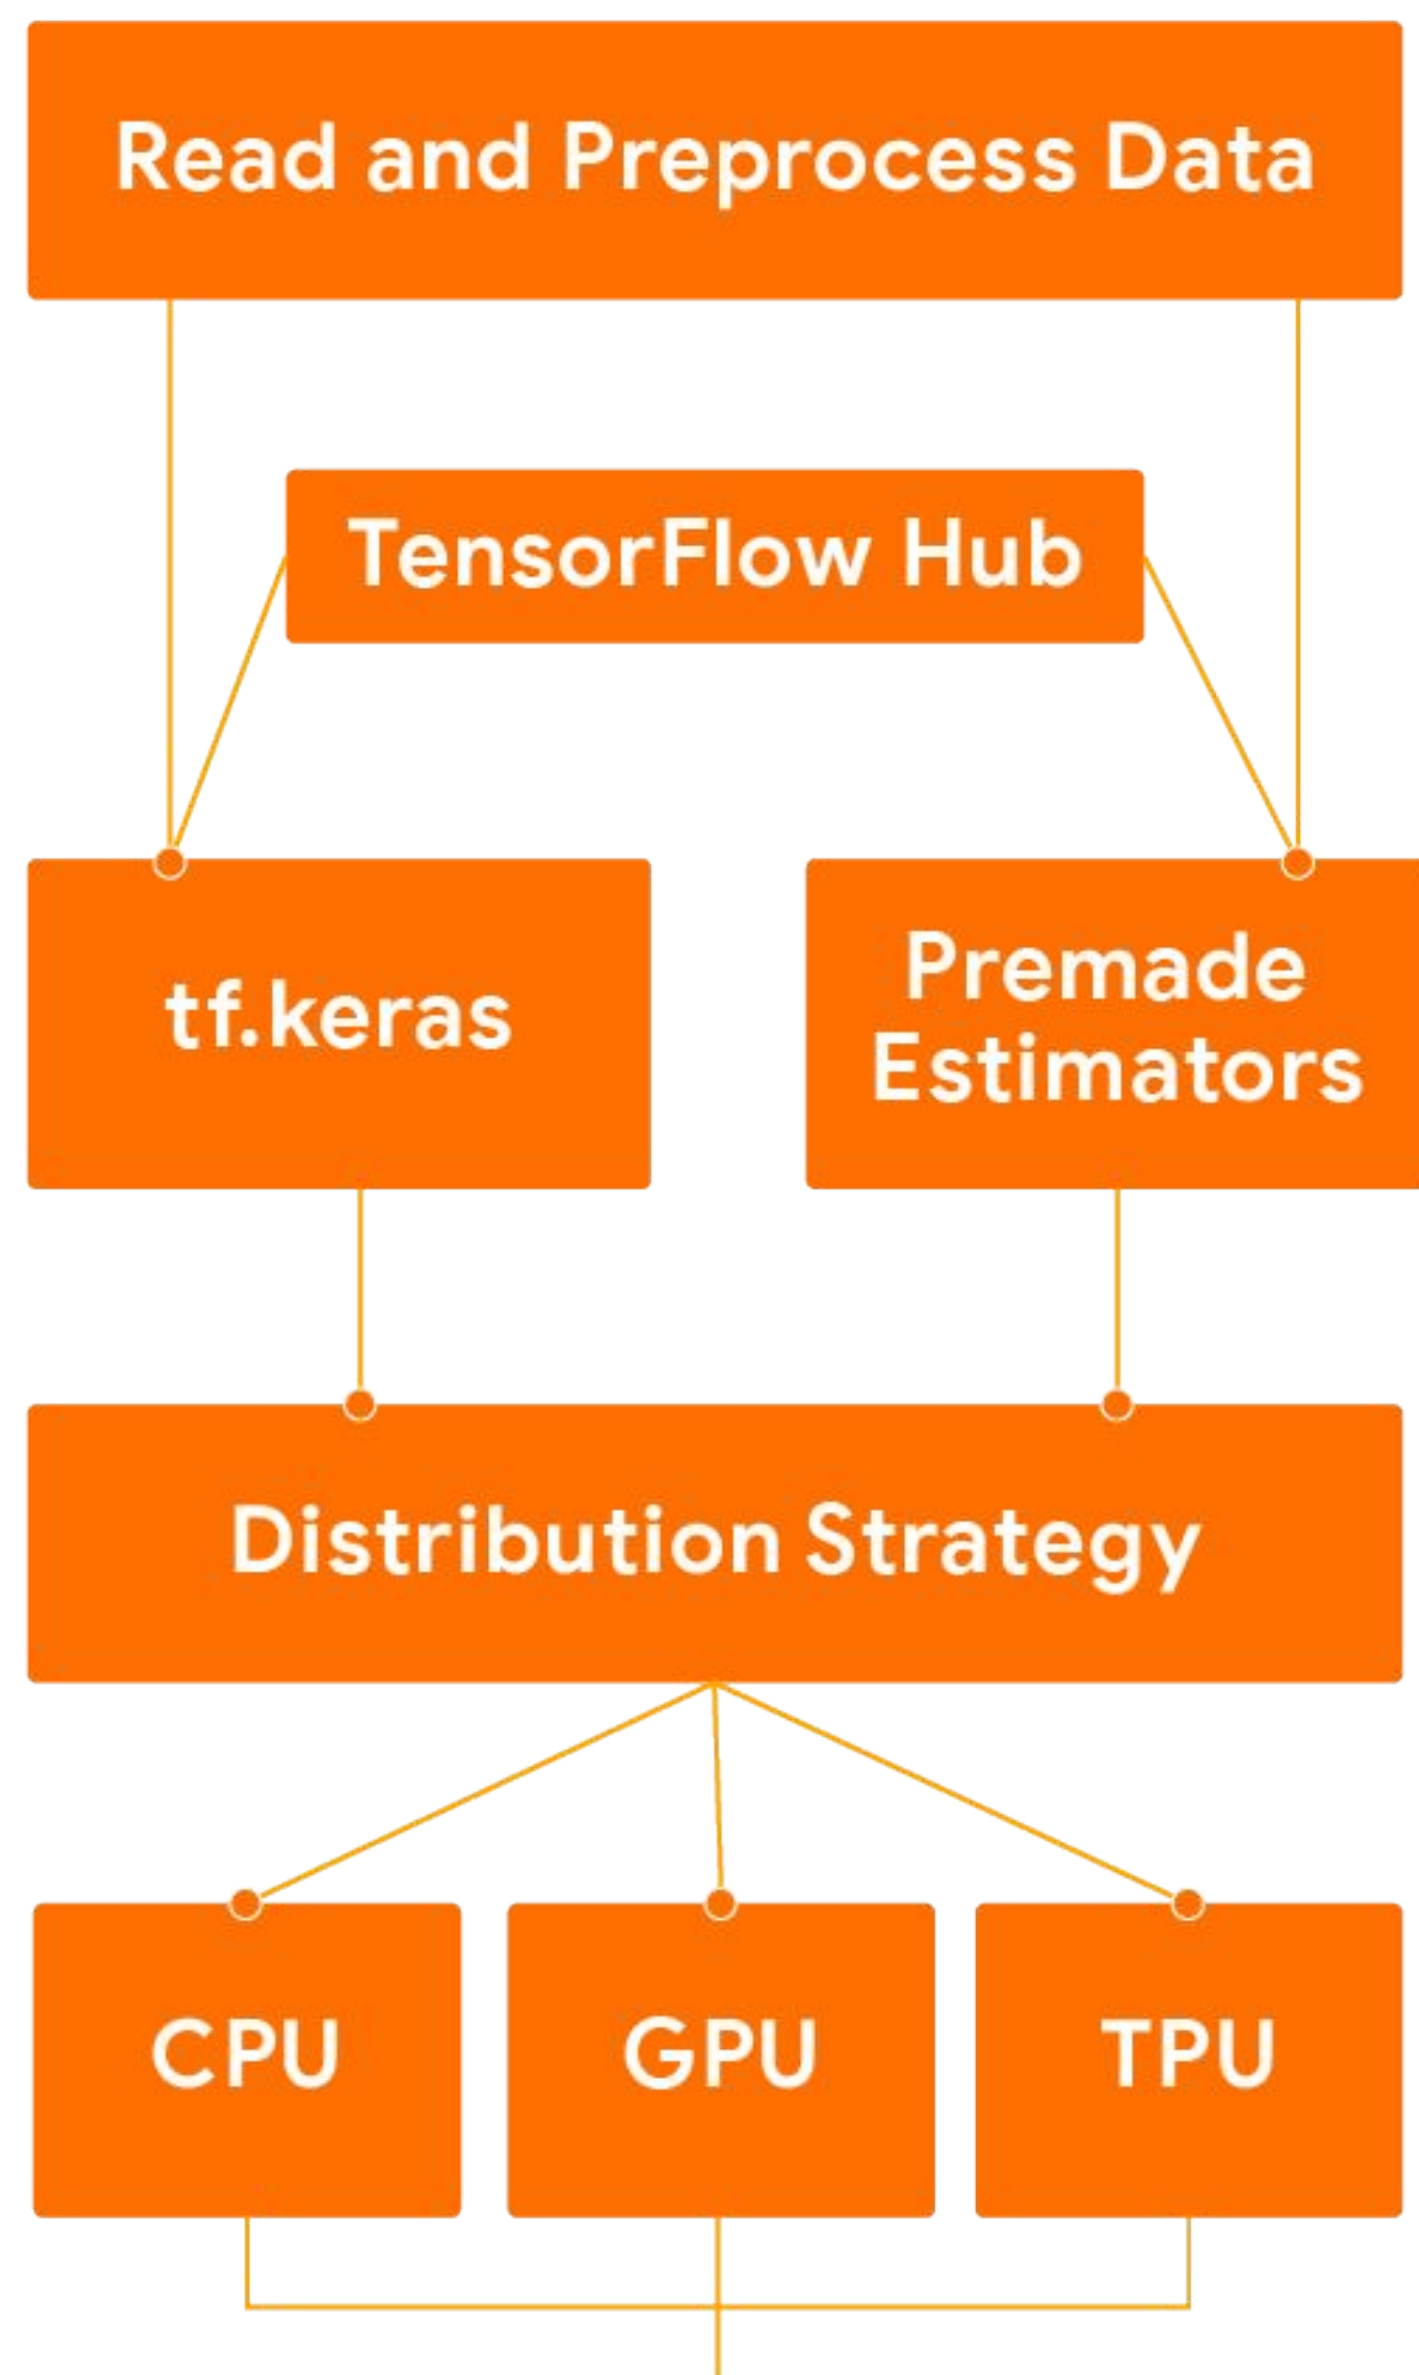 Read and Preprocess Data
TensorFlow Hub
tf.keras
Premade
Estimators
Distribution Strategy
CPU
GPU
TPU